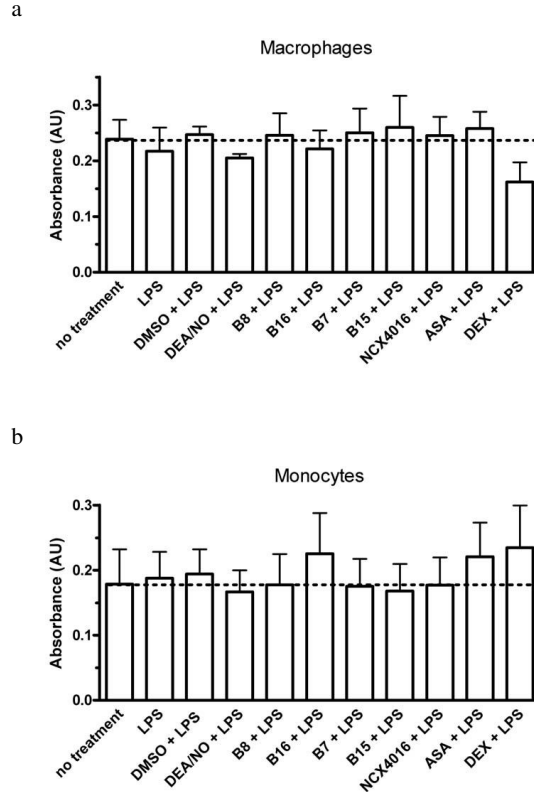 a
Macrophages
Absorbance (AU)
0.3
0.2
0.1
0.0
no treatment
LPS
DMSO + LPS
DEA/NO + LPS
B8 + LPS
B16 + LPS
B7 + LPS
B15 + LPS
NCX4016 + LPS
ASA + LPS
DEX + LPS
b
Monocytes
Absorbance (AU)
0.3
0.2
0.1
0.0
no treatment
LPS
DMSO + LPS
DEA/NO + LPS
B8 + LPS
B16 + LPS
B7 + LPS
B15 + LPS
NCX4016 + LPS
ASA + LPS
DEX + LPS